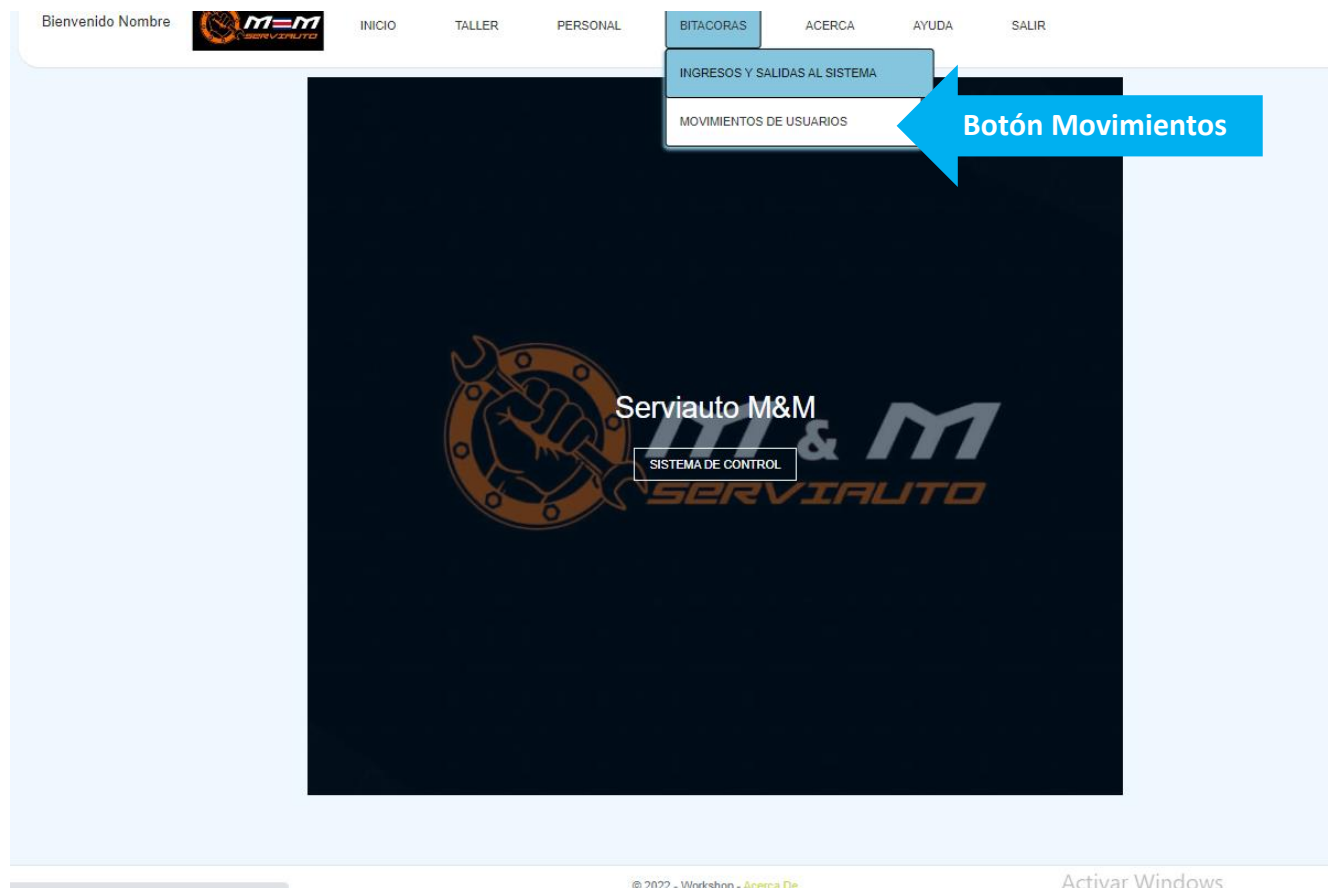 Bienvenido Nombre
M=M
SERVIAUTO
INICIO
TALLER
PERSONAL
BITACORAS
ACERCA
AYUDA
SALIR
INGRESOS Y SALIDAS AL SISTEMA
MOVIMIENTOS DE USUARIOS
Botón Movimientos
Serviauto M&M
M & M
SISTEMA DE CONTROL
SERVIAUTO
© 2022 - Workshop - Acerca De
Activar Windows